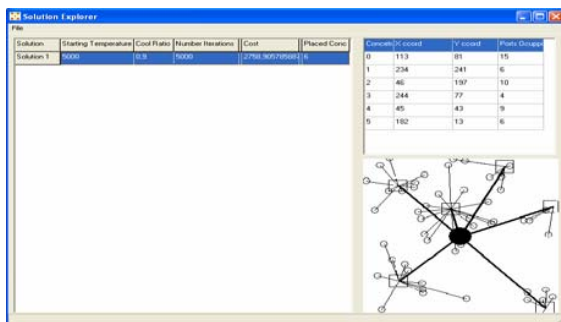 Solution Explorer
File
Solution Starting Temperature Cool Ratio Number Iterations Cost Placed Conc
Solution 1 5000 0,9 5000 6
X coord Y coord Ports Occupi
0 113 81 15
1 234 241 6
2 46 197 10
3 244 77 4
4 45 43 9
5 182 13 6